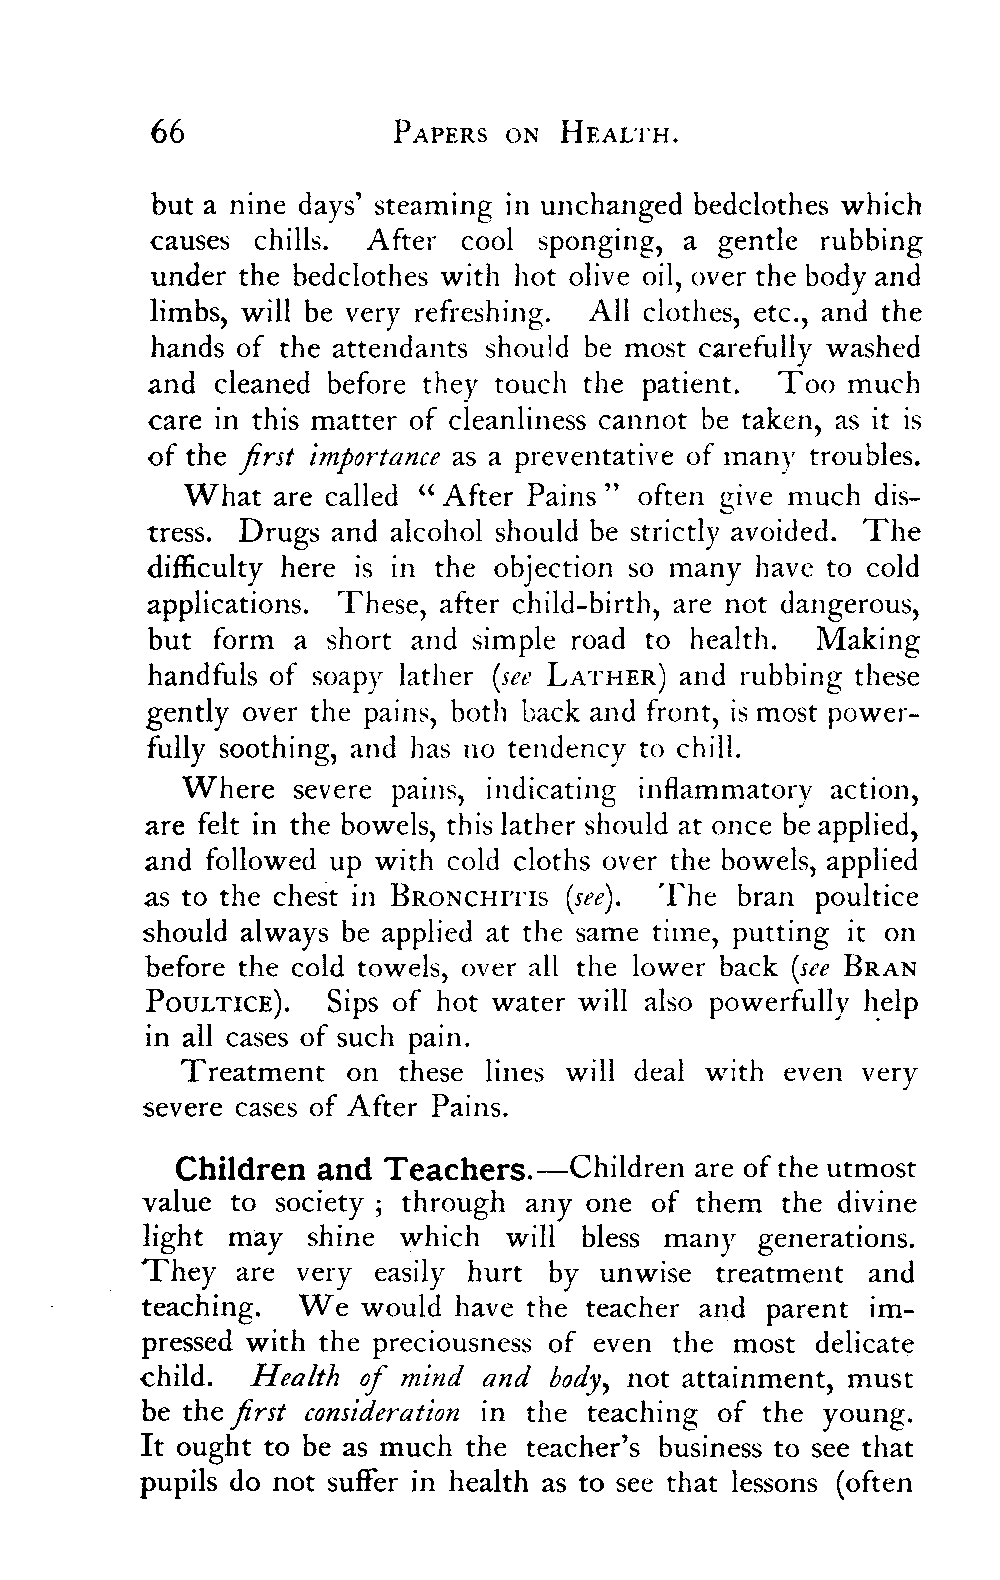 66 PAPERS ON HEALTH.
but a nine days' steaming in unchanged bedclothes which
causes chills. After cool sponging, a gentle rubbing
under the bedclothes with hot olive oil, over the body and
limbs, will be very refreshing. All clothes, etc., and the
hands of the attendants should be most carefully washed
and cleaned before they touch the patient. Too much
care in this matter of cleanliness cannot be taken, as it is
of the first importance as a preventative of many troubles.
What are called "After Pains" often give much dis-
tress. Drugs and alcohol should be strictly avoided. The
difficulty here is in the objection so many have to cold
applications. These, after child-birth, are not dangerous,
but form a short and simple road to health. Making
handfuls of soapy lather (see LATHER) and rubbing these
gently over the pains, both back and front, is most power-
fully soothing, and has no tendency to chill.
Where severe pains, indicating inflammatory action,
are felt in the bowels, this lather should at once be applied,
and followed up with cold cloths over the bowels, applied
as to the chest in BRONCHITIS (see). The bran poultice
should always be applied at the same time, putting it on
before the cold towels, over all the lower back (see BRAN
POULTICE). Sips of hot water will also powerfully help
in all cases of such pain.
Treatment on these lines will deal with even very
severe cases of After Pains.
Children and Teachers.—Children are of the utmost
value to society; through any one of them the divine
light may shine which will bless many generations.
They are very easily hurt by unwise treatment and
teaching. We would have the teacher and parent im-
pressed with the preciousness of even the most delicate
child. Health of mind and body, not attainment, must
be the first consideration in the teaching of the young.
It ought to be as much the teacher's business to see that
pupils do not suffer in health as to see that lessons (often